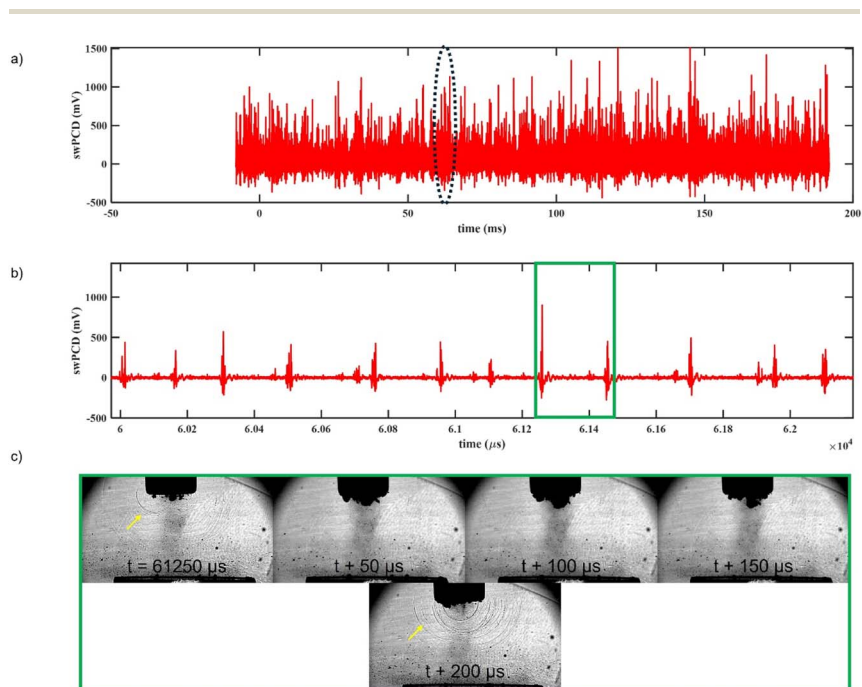 a)
1500
1000
500
0
-500
swPCD (mV)
-50 0 50 100 150 200
time (ms)
b)
1000
500
0
-500
swPCD (mV)
6 6.02 6.04 6.06 6.08 6.1 6.12 6.14 6.16 6.18 6.2
time (μs)
×10⁴
c)
t = 61250 μs
t + 50 μs
t + 100 μs
t + 150 μs
t + 200 μs